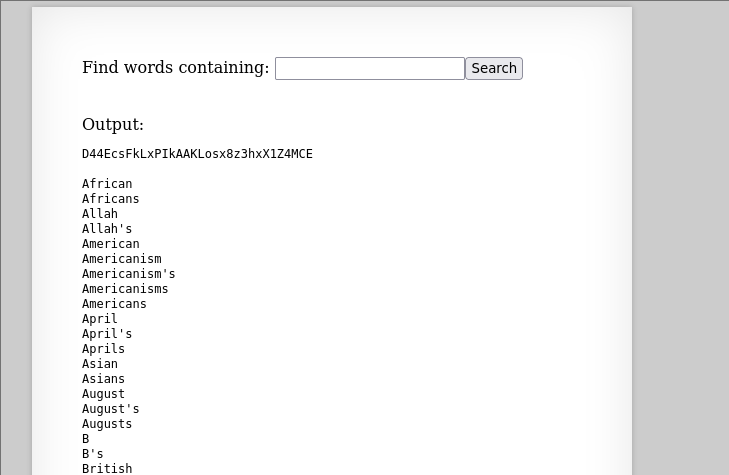 Find words containing: Search
Output:
D44EcsFkLxPIkAAKLosx8z3hxX1Z4MCE
African
Africans
Allah
Allah's
American
Americanism
Americanism's
Americanisms
Americans
April
April's
Aprils
Asian
Asians
August
August's
Augusts
B
B's
British